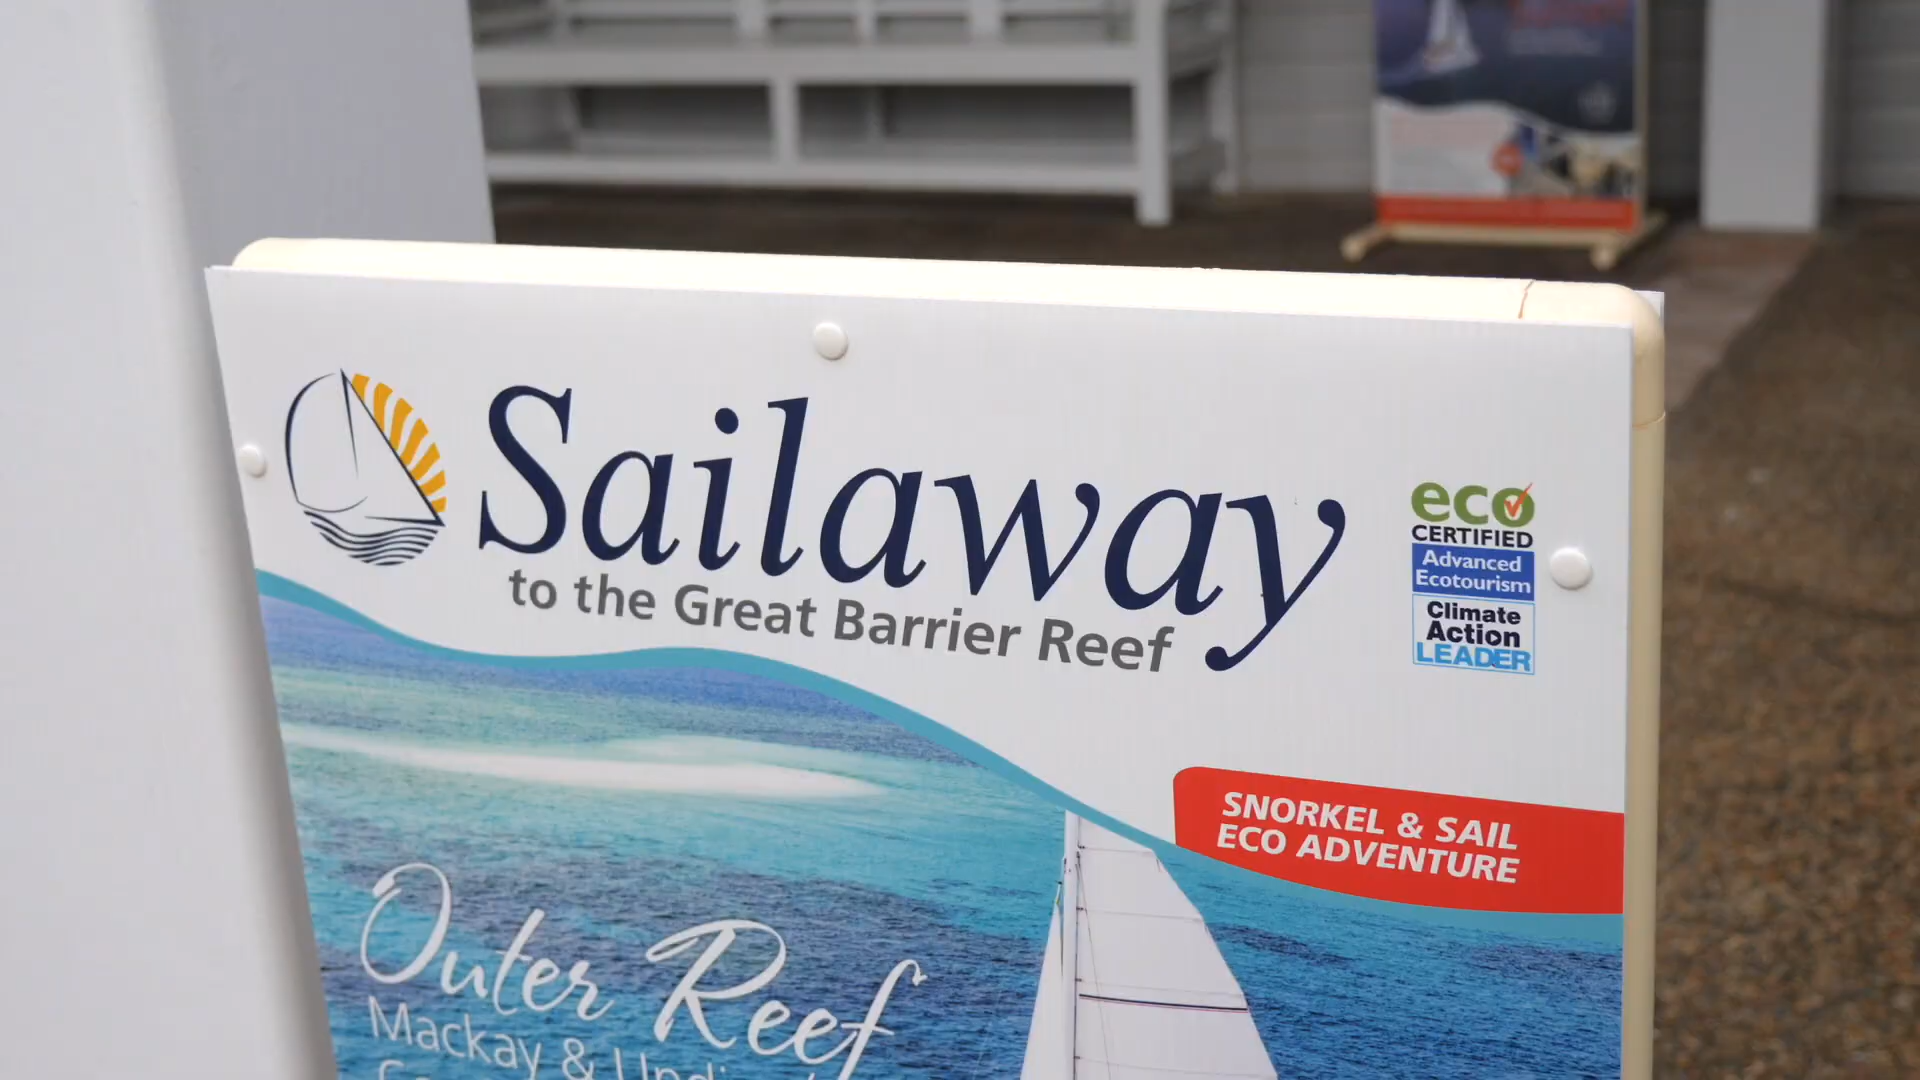 Sailaway
to the Great Barrier Reef
eco
CERTIFIED
Advanced
Ecotourism
Climate
Action
LEADER
SNORKEL & SAIL
ECO ADVENTURE
Outer Reef
Mackay &